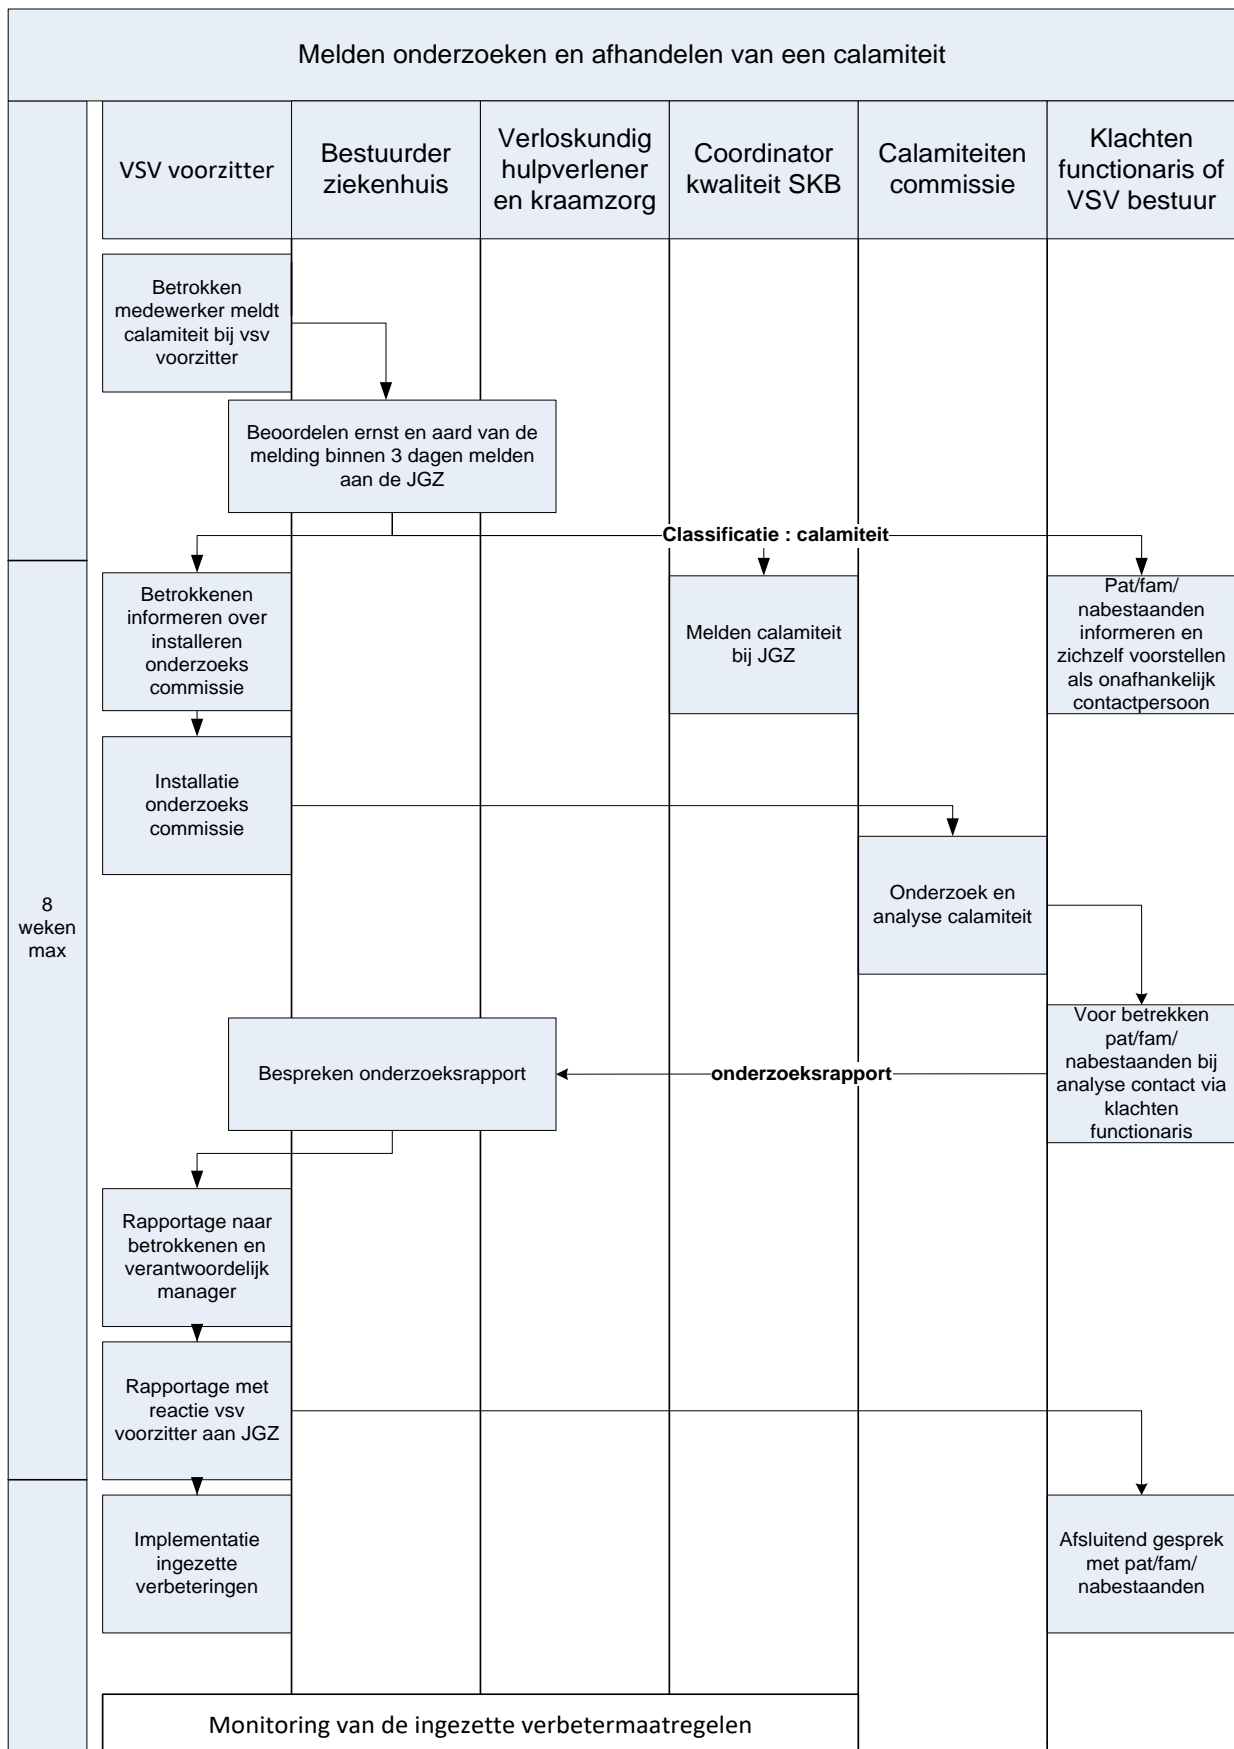 Melden onderzoeken en afhandelen van een calamiteit
VSV voorzitter
Bestuurder
ziekenhuis
Verloskundig
hulpverlener
en kraamzorg
Coordinator
kwaliteit SKB
Calamiteiten
commissie
Klachten
functionaris of
VSV bestuur
Betrokken
medewerker meldt
calamiteit bij vsv
voorzitter
Beoordelen ernst en aard van de
melding binnen 3 dagen melden
aan de JGZ
Classificatie : calamiteit
Betrokkenen
informeren over
installeren
onderzoeks
commissie
Melden calamiteit
bij JGZ
Pat/fam/
nabestaanden
informeren en
zichzelf voorstellen
als onafhankelijk
contactpersoon
Installatie
onderzoeks
commissie
8
weken
max
Onderzoek en
analyse calamiteit
Voor betrekken
pat/fam/
nabestaanden bij
analyse contact via
klachten
functionaris
onderzoeksrapport
Bespreken onderzoeksrapport
Rapportage naar
betrokkenen en
verantwoordelijk
manager
Rapportage met
reactie vsv
voorzitter aan JGZ
Implementatie
ingezette
verbeteringen
Afsluitend gesprek
met pat/fam/
nabestaanden
Monitoring van de ingezette verbetermaatregelen